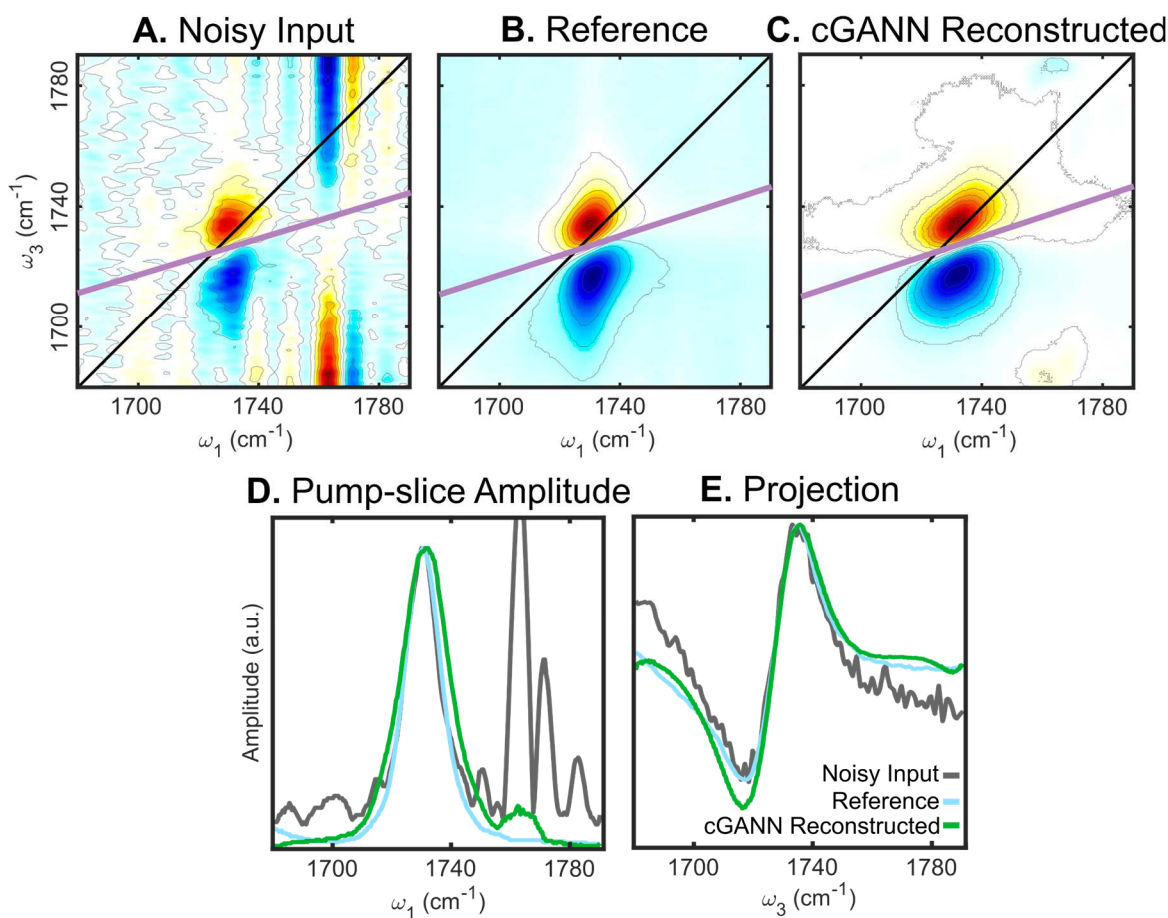 A. Noisy Input
B. Reference
C. cGANN Reconstructed
1780
1740
1700
ω3 (cm-1)
1700 1740 1780
ω1 (cm-1)
1700 1740 1780
ω1 (cm-1)
1700 1740 1780
ω1 (cm-1)
D. Pump-slice Amplitude
E. Projection
Amplitude (a.u.)
1700 1740 1780
ω1 (cm-1)
Noisy Input
Reference
cGANN Reconstructed
1700 1740 1780
ω3 (cm-1)